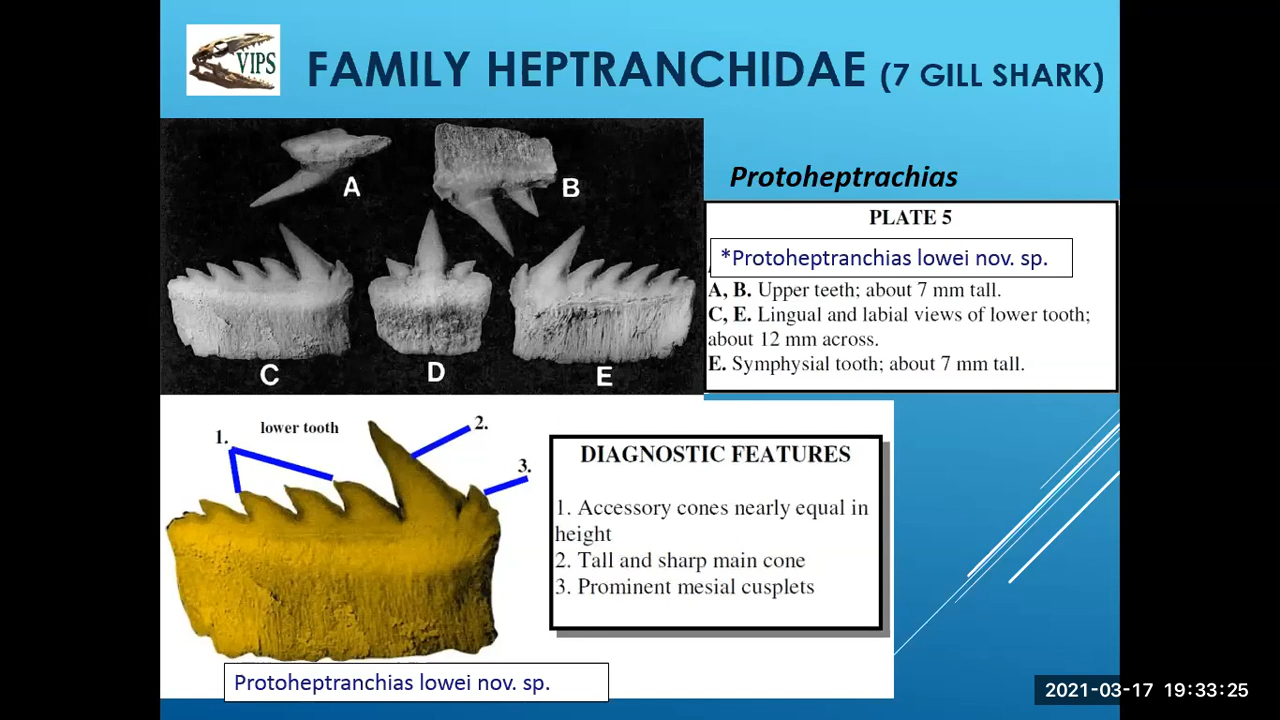 VIPS
FAMILY HEPTRANCHIDAE (7 GILL SHARK)
A
B
C
D
E
Protoheptrachias
PLATE 5
*Protoheptranchias lowei nov. sp.
A, B. Upper teeth; about 7 mm tall.
C, E. Lingual and labial views of lower tooth;
about 12 mm across.
E. Symphysial tooth; about 7 mm tall.
1.
lower tooth
2.
3.
DIAGNOSTIC FEATURES
1. Accessory cones nearly equal in
height
2. Tall and sharp main cone
3. Prominent mesial cusplets
Protoheptranchias lowei nov. sp.
2021-03-17 19:33:25